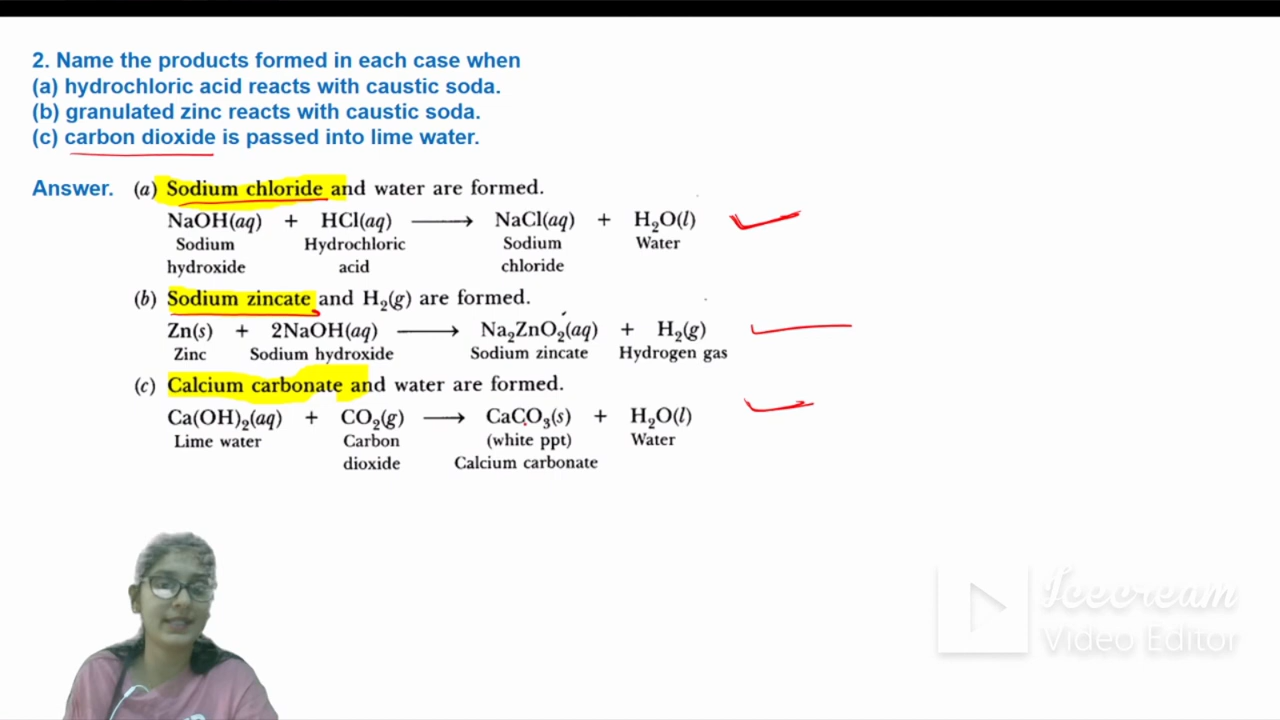 2. Name the products formed in each case when
(a) hydrochloric acid reacts with caustic soda.
(b) granulated zinc reacts with caustic soda.
(c) carbon dioxide is passed into lime water.
Answer. (a) Sodium chloride and water are formed.
NaOH(aq) + HCl(aq) ⟶ NaCl(aq) + H₂O(l)
Sodium Hydrochloric Sodium Water
hydroxide acid chloride
(b) Sodium zincate and H₂(g) are formed.
Zn(s) + 2NaOH(aq) ⟶ Na₂ZnO₂(aq) + H₂(g)
Zinc Sodium hydroxide Sodium zincate Hydrogen gas
(c) Calcium carbonate and water are formed.
Ca(OH)₂(aq) + CO₂(g) ⟶ CaCO₃(s) + H₂O(l)
Lime water Carbon (white ppt) Water
dioxide Calcium carbonate
Icecream
Video Editor